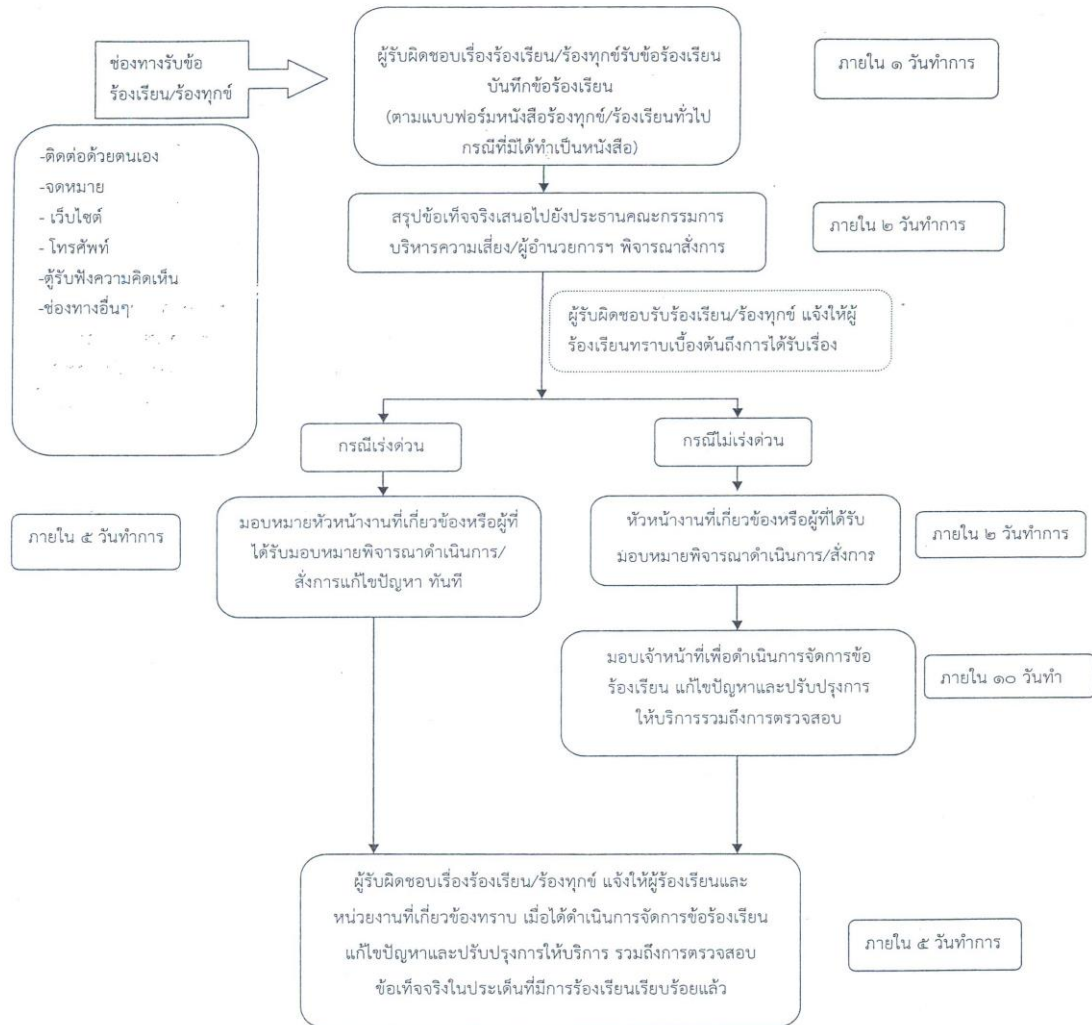 ช่องทางรับข้อ
ร้องเรียน/ร้องทุกข์
ผู้รับผิดชอบเรื่องร้องเรียน/ร้องทุกข์รับข้อร้องเรียน
บันทึกข้อร้องเรียน
(ตามแบบฟอร์มหนังสือร้องทุกข์/ร้องเรียนทั่วไป
กรณีที่มิได้ทำเป็นหนังสือ)
ภายใน ๑ วันทำการ
-ติดต่อด้วยตนเอง
-จดหมาย
- เว็บไซต์
- โทรศัพท์
-ตู้รับฟังความคิดเห็น
-ช่องทางอื่นๆ
สรุปข้อเท็จจริงเสนอไปยังประธานคณะกรรมการ
บริหารความเสี่ยง/ผู้อำนวยการฯ พิจารณาสั่งการ
ภายใน ๒ วันทำการ
ผู้รับผิดชอบรับร้องเรียน/ร้องทุกข์ แจ้งให้ผู้
ร้องเรียนทราบเบื้องต้นถึงการได้รับเรื่อง
กรณีเร่งด่วน
กรณีไม่เร่งด่วน
ภายใน ๕ วันทำการ
มอบหมายหัวหน้างานที่เกี่ยวข้องหรือผู้ที่
ได้รับมอบหมายพิจารณาดำเนินการ/
สั่งการแก้ไขปัญหา ทันที
หัวหน้างานที่เกี่ยวข้องหรือผู้ที่ได้รับ
มอบหมายพิจารณาดำเนินการ/สั่งการ
ภายใน ๒ วันทำการ
มอบเจ้าหน้าที่เพื่อดำเนินการจัดการข้อ
ร้องเรียน แก้ไขปัญหาและปรับปรุงการ
ให้บริการรวมถึงการตรวจสอบ
ภายใน ๑๐ วันทำ
ผู้รับผิดชอบเรื่องร้องเรียน/ร้องทุกข์ แจ้งให้ผู้ร้องเรียนและ
หน่วยงานที่เกี่ยวข้องทราบ เมื่อได้ดำเนินการจัดการข้อร้องเรียน
แก้ไขปัญหาและปรับปรุงการให้บริการ รวมถึงการตรวจสอบ
ข้อเท็จจริงในประเด็นที่มีการร้องเรียนเรียบร้อยแล้ว
ภายใน ๕ วันทำการ